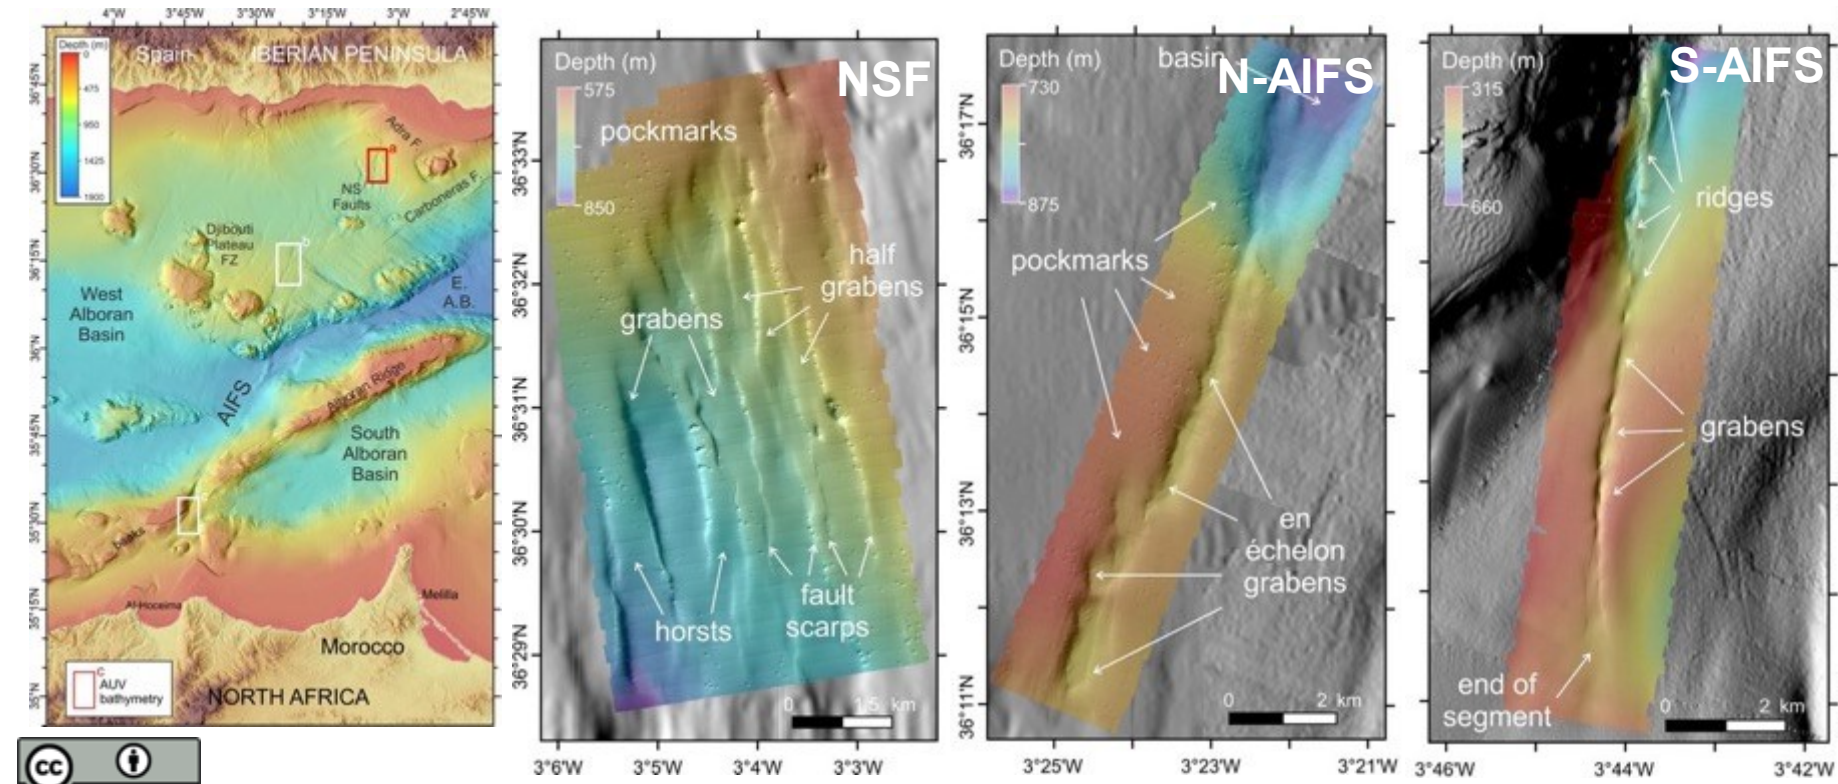 4°W 3°45'W 3°30'W 3°15'W 3°W 2°45'W
Depth (m)
0
475
950
1425
1900
Spain
IBERIAN PENINSULA
36°45'N
36°30'N
36°15'N
36°N
35°45'N
35°30'N
35°15'N
35°N
Adra F.
a
NS
Faults
Carboneras F.
Djibouti
Plateau
FZ
b
West
Alboran
Basin
E.
A.B.
AIFS
Alboran Ridge
South
Alboran
Basin
c
Al-Hoceima
Melilla
Morocco
NORTH AFRICA
c
AUV
bathymetry
cc
Depth (m)
575
850
NSF
pockmarks
half
grabens
grabens
horsts
fault
scarps
0 1,5 km
36°33'N
36°32'N
36°31'N
36°30'N
36°29'N
3°6'W 3°5'W 3°4'W 3°3'W
Depth (m)
730
875
basin
N-AIFS
pockmarks
en
échelon
grabens
0 2 km
36°17'N
36°15'N
36°13'N
36°11'N
3°25'W 3°23'W 3°21'W
Depth (m)
315
660
S-AIFS
ridges
grabens
end of
segment
0 2 km
3°46'W 3°44'W 3°42'W